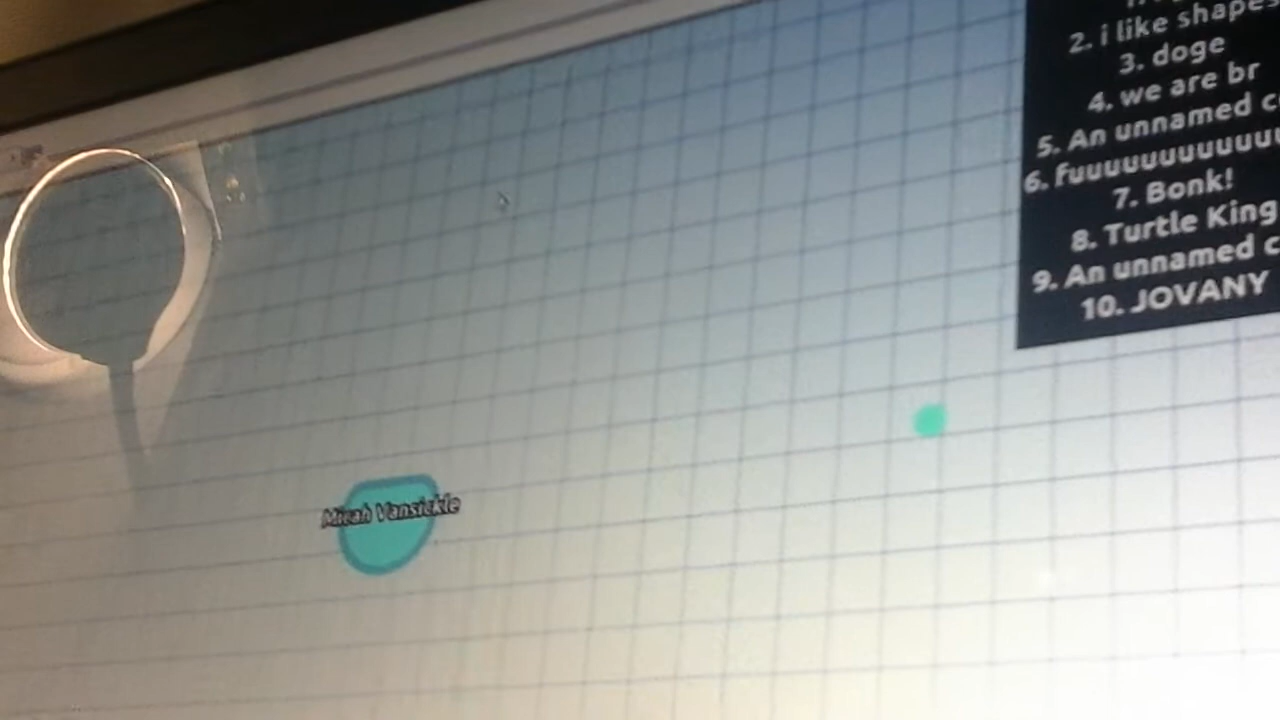 2. i like shapes
3. doge
4. we are br
5. An unnamed c
6. fuuuuuuuuuuu
7. Bonk!
8. Turtle King
9. An unnamed c
10. JOVANY
Micah Vansickle